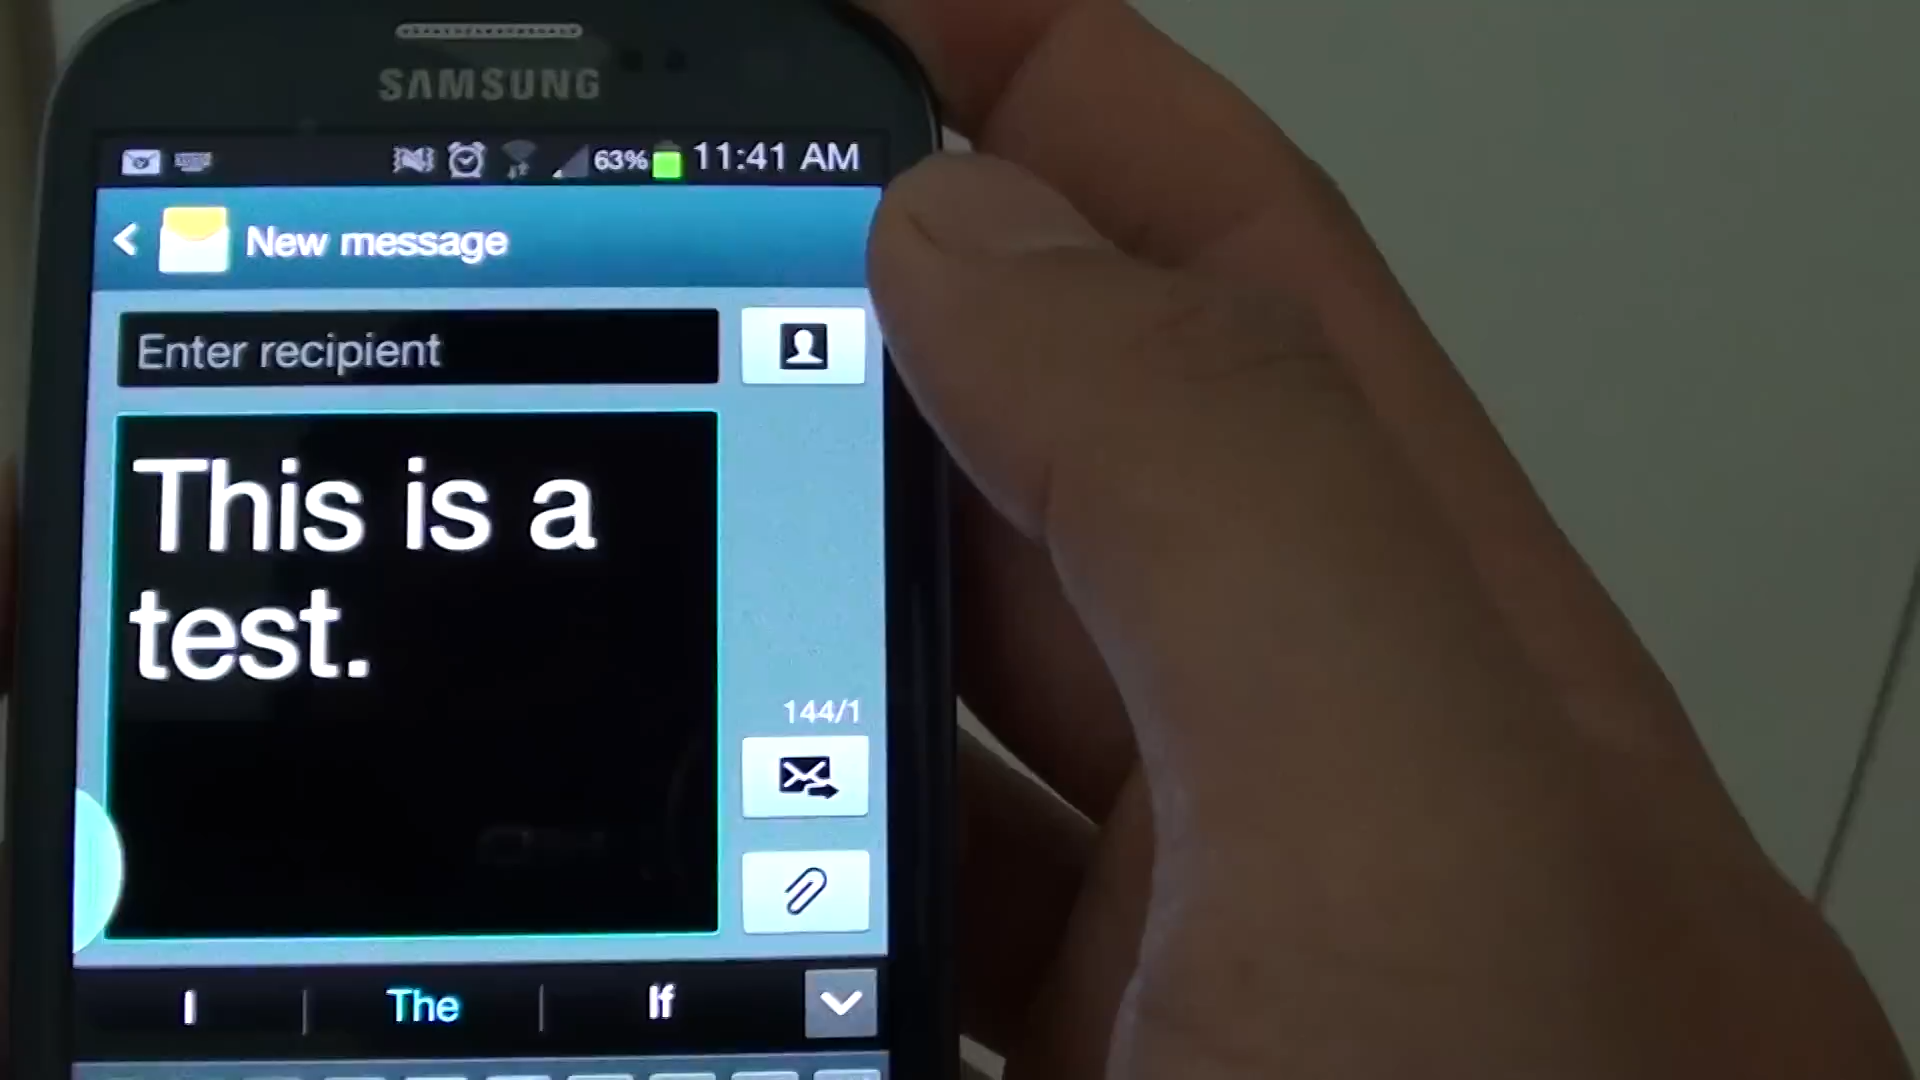 SAMSUNG
63% 11:41 AM
New message
Enter recipient
This is a
test.
144/1
I The If